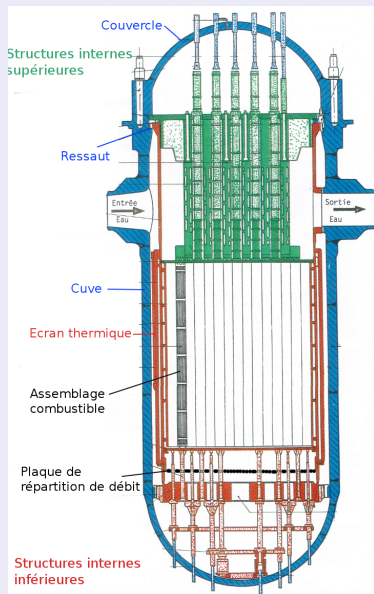 Couvercle
Structures internes
supérieures
Ressaut
Entrée
Eau
Sortie
Eau
Cuve
Ecran thermique
Assemblage
combustible
Plaque de
répartition de débit
Structures internes
inférieures